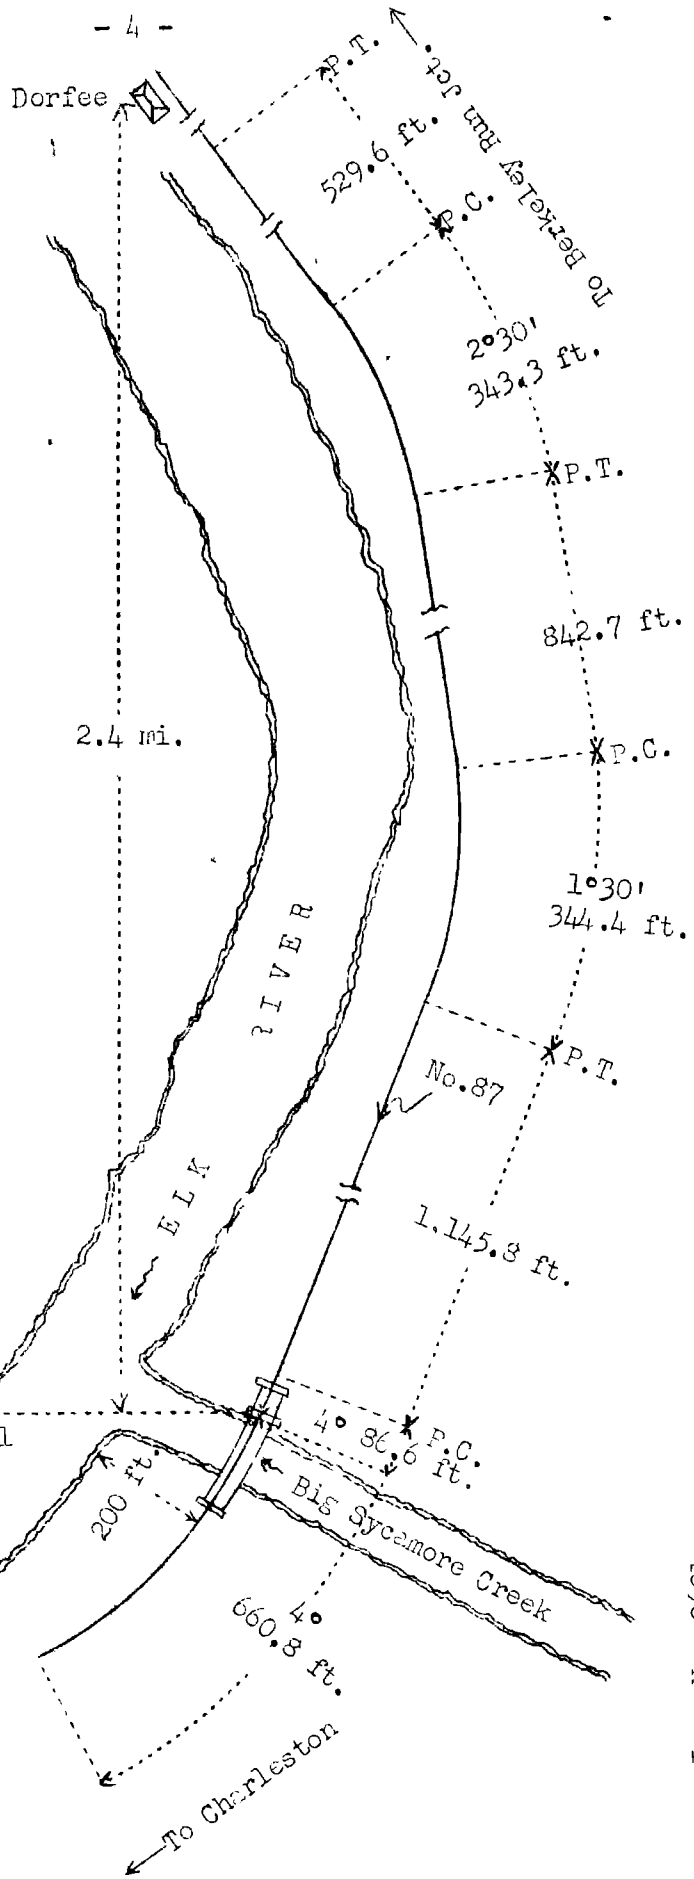 - 4 -
P.T.
Dorfee
To Berkeley Run Jct.
529.6 ft.
P.C.
2°30'
343.3 ft.
P.T.
842.7 ft.
2.4 mi.
P.C.
1°30'
344.4 ft.
RIVER
P.T.
No.87
ELK
1,145.8 ft.
P.C.
4° 86.6 ft.
200 ft.
Big Sycamore Creek
4°
660.8 ft.
To Charleston